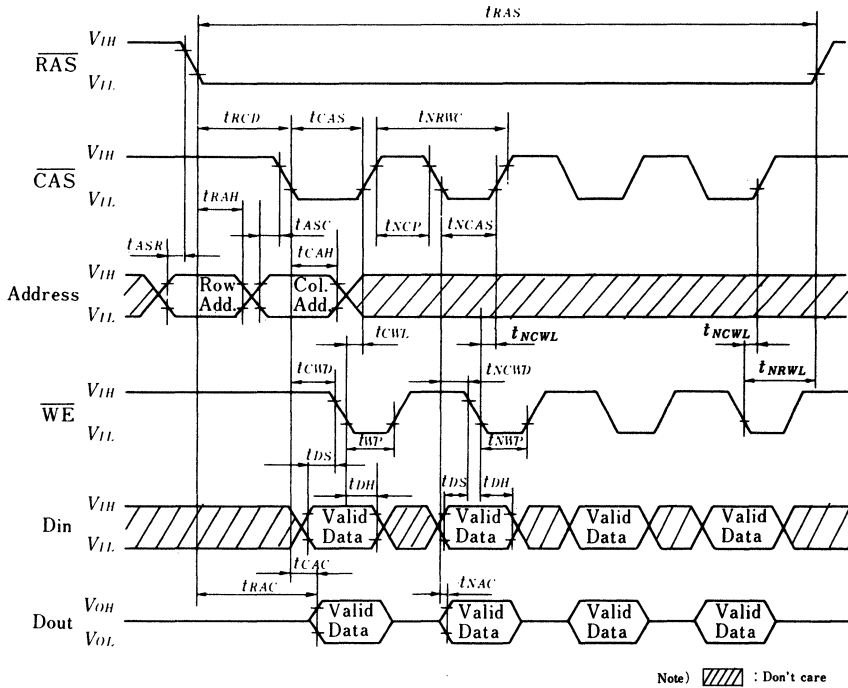 tRAS
VIH
RAS
VIL
tRCD tCAS tNRWC
VIH
CAS
VIL
tRAH
tASC tNCP tNCAS
tASR tCAH
VIH
Address Row Add. Col. Add.
VIL
tCWL tNCWL tNCWL
tCWD tNCWD tNRWL
VIH
WE
VIL
tWP tNWP
tDS
tDH tDS tDH
VIH
Din Valid Data Valid Data Valid Data Valid Data
VIL
tCAC
tRAC tNAC
VOH
Dout Valid Data Valid Data Valid Data Valid Data
VOL
Note) : Don't care